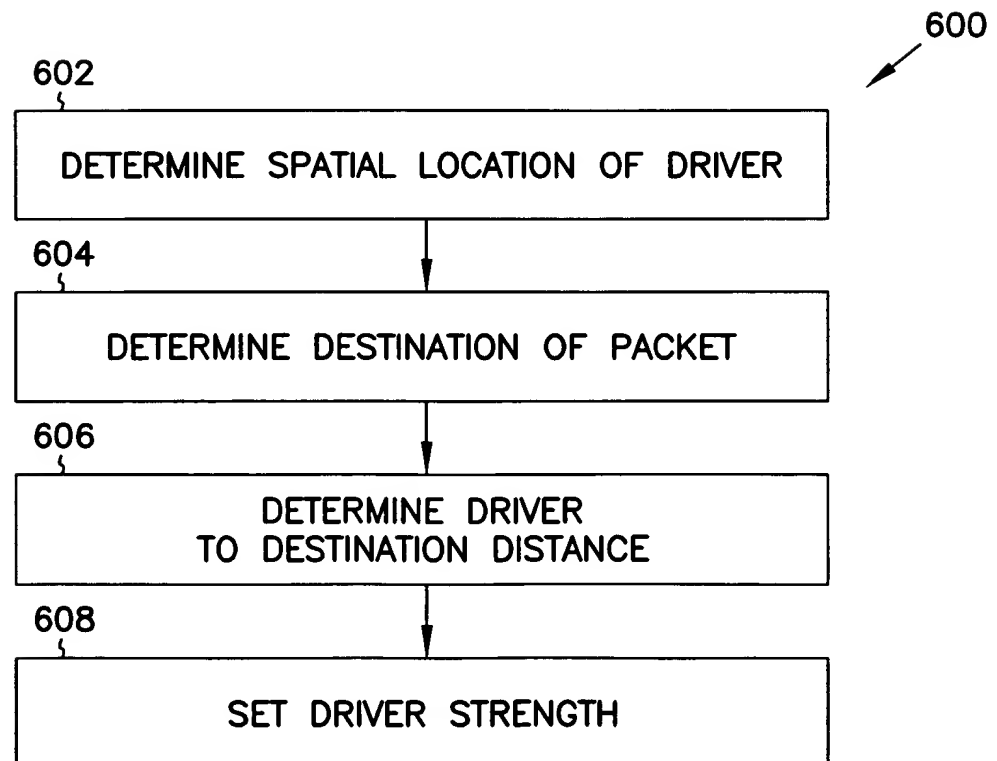 600
602
DETERMINE SPATIAL LOCATION OF DRIVER
604
DETERMINE DESTINATION OF PACKET
606
DETERMINE DRIVER
TO DESTINATION DISTANCE
608
SET DRIVER STRENGTH